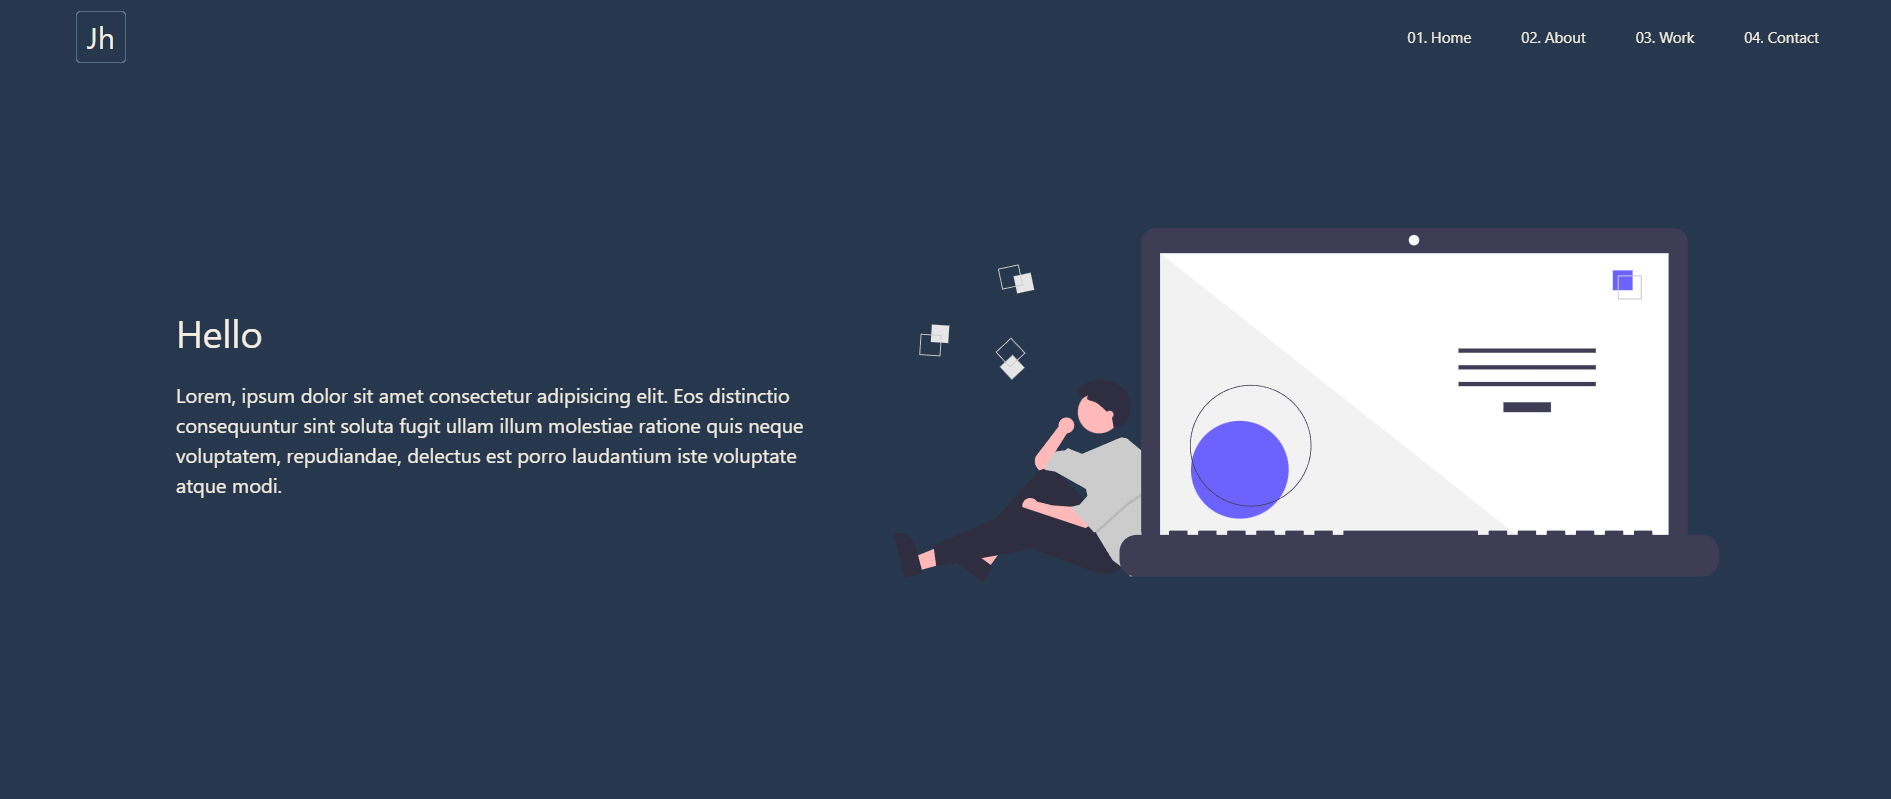 Jh
01. Home
02. About
03. Work
04. Contact
Hello
Lorem, ipsum dolor sit amet consectetur adipisicing elit. Eos distinctio
consequuntur sint soluta fugit ullam illum molestiae ratione quis neque
voluptatem, repudiandae, delectus est porro laudantium iste voluptate
atque modi.